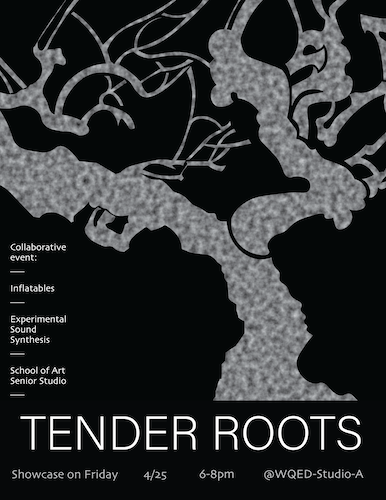 Collaborative
event:
Inflatables
Experimental
Sound
Synthesis
School of Art
Senior Studio
TENDER ROOTS
Showcase on Friday 4/25 6-8pm @WQED-Studio-A